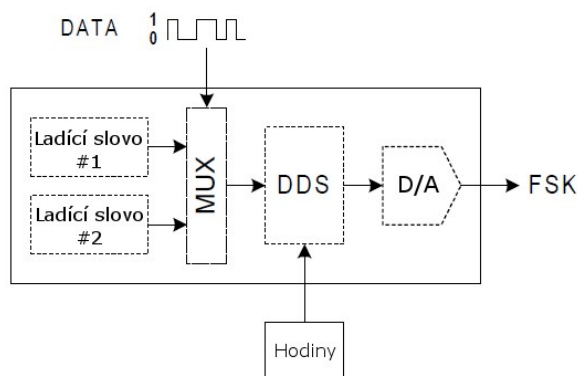 DATA
1
0
Ladící slovo
#1
Ladící slovo
#2
MUX
DDS
D/A
FSK
Hodiny